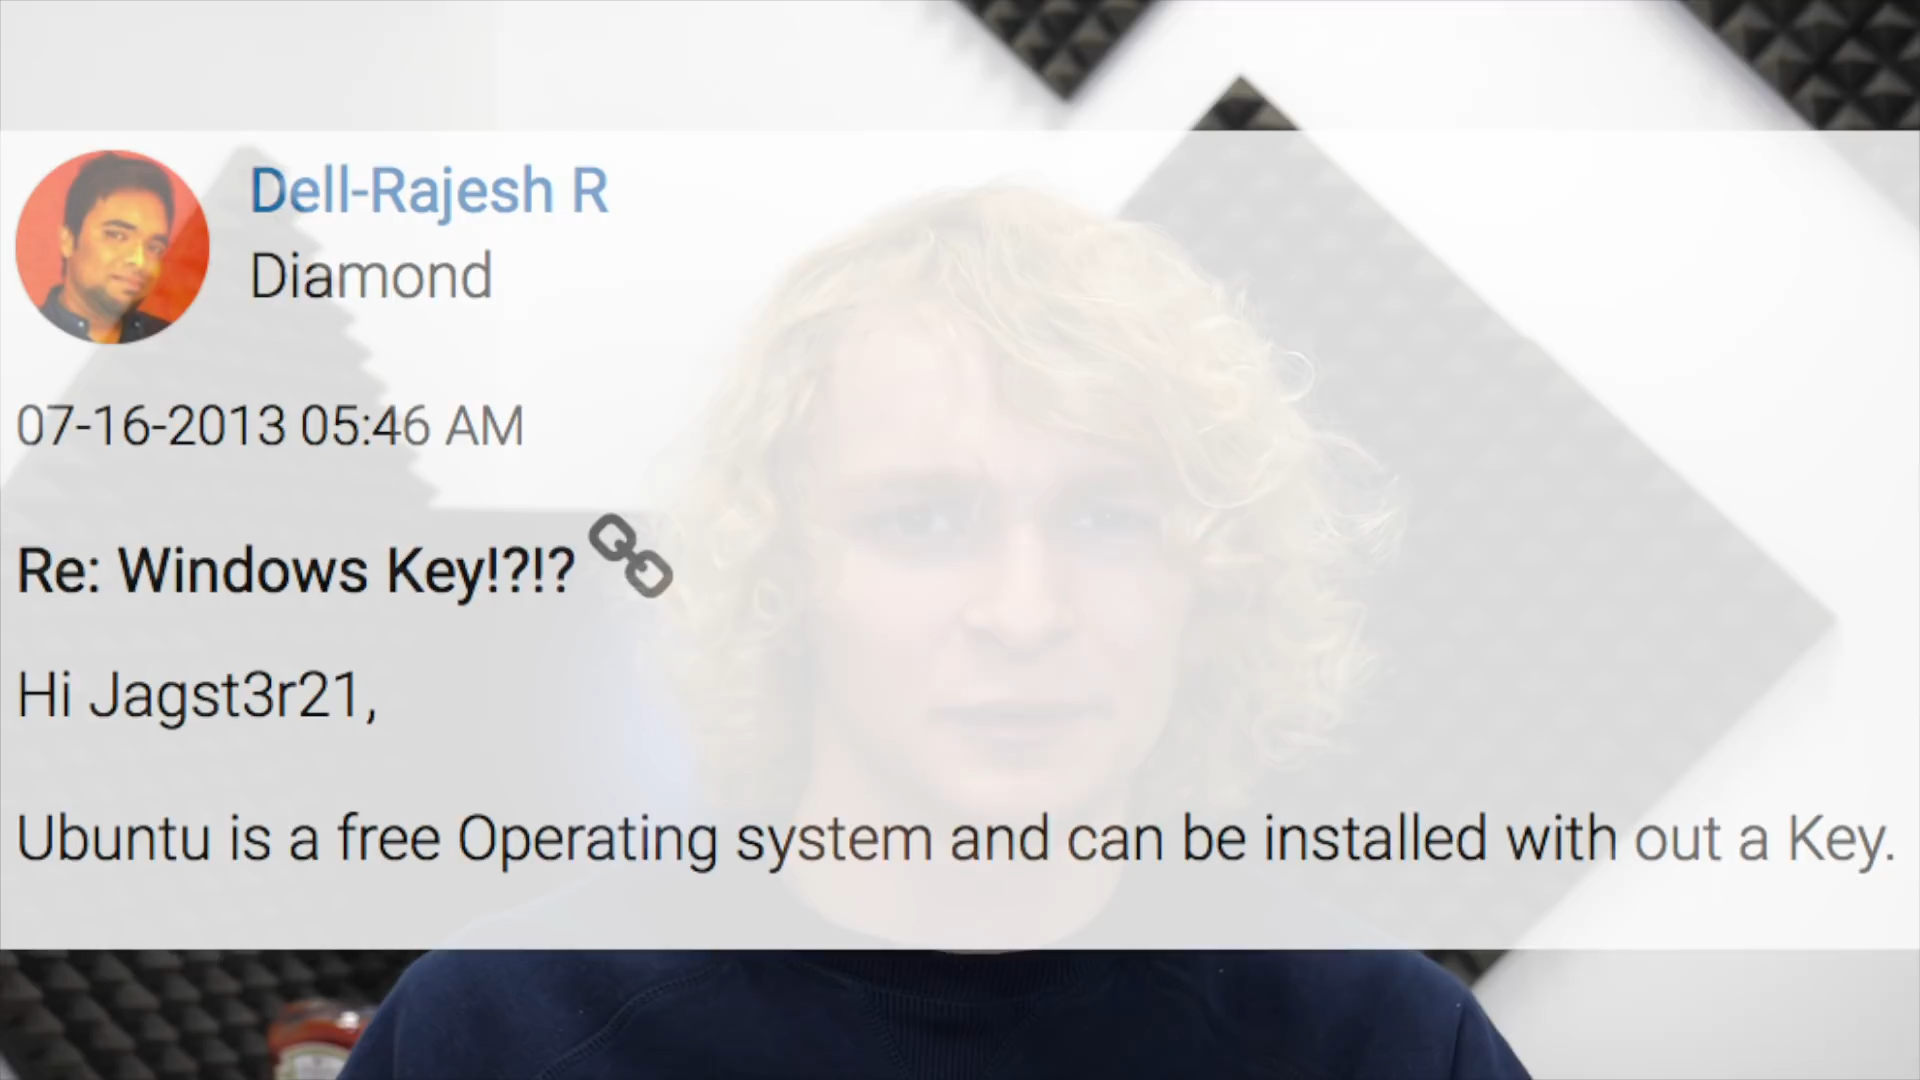 Dell-Rajesh R
Diamond
07-16-2013 05:46 AM
Re: Windows Key!?!?
Hi Jagst3r21,
Ubuntu is a free Operating system and can be installed with out a Key.